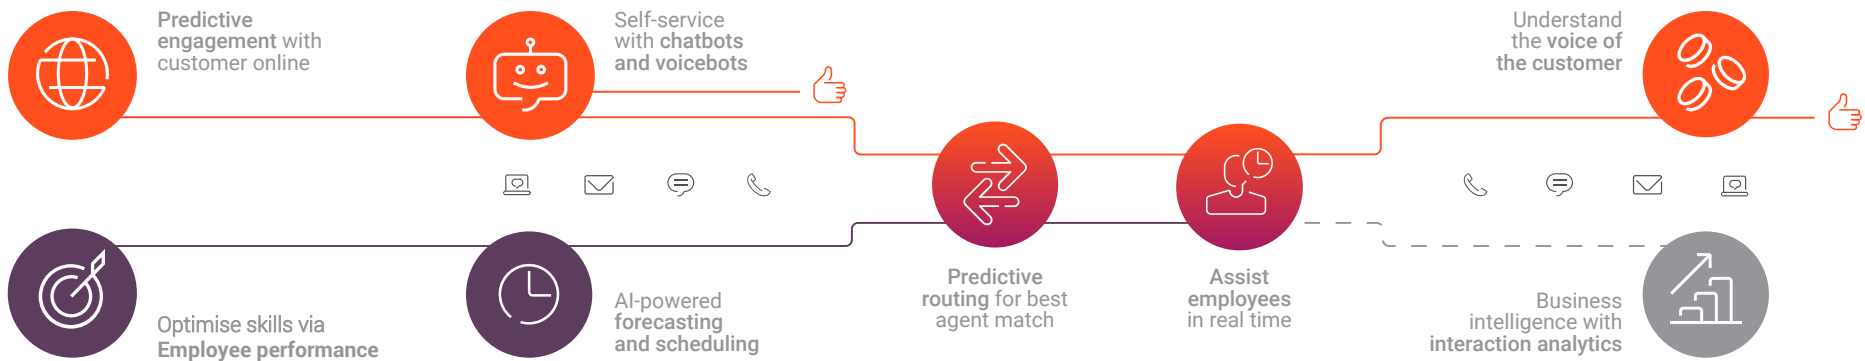 Predictive
engagement with
customer online
Self-service
with chatbots
and voicebots
Understand
the voice of
the customer
Optimise skills via
Employee performance
AI-powered
forecasting
and scheduling
Predictive
routing for best
agent match
Assist
employees
in real time
Business
intelligence with
interaction analytics